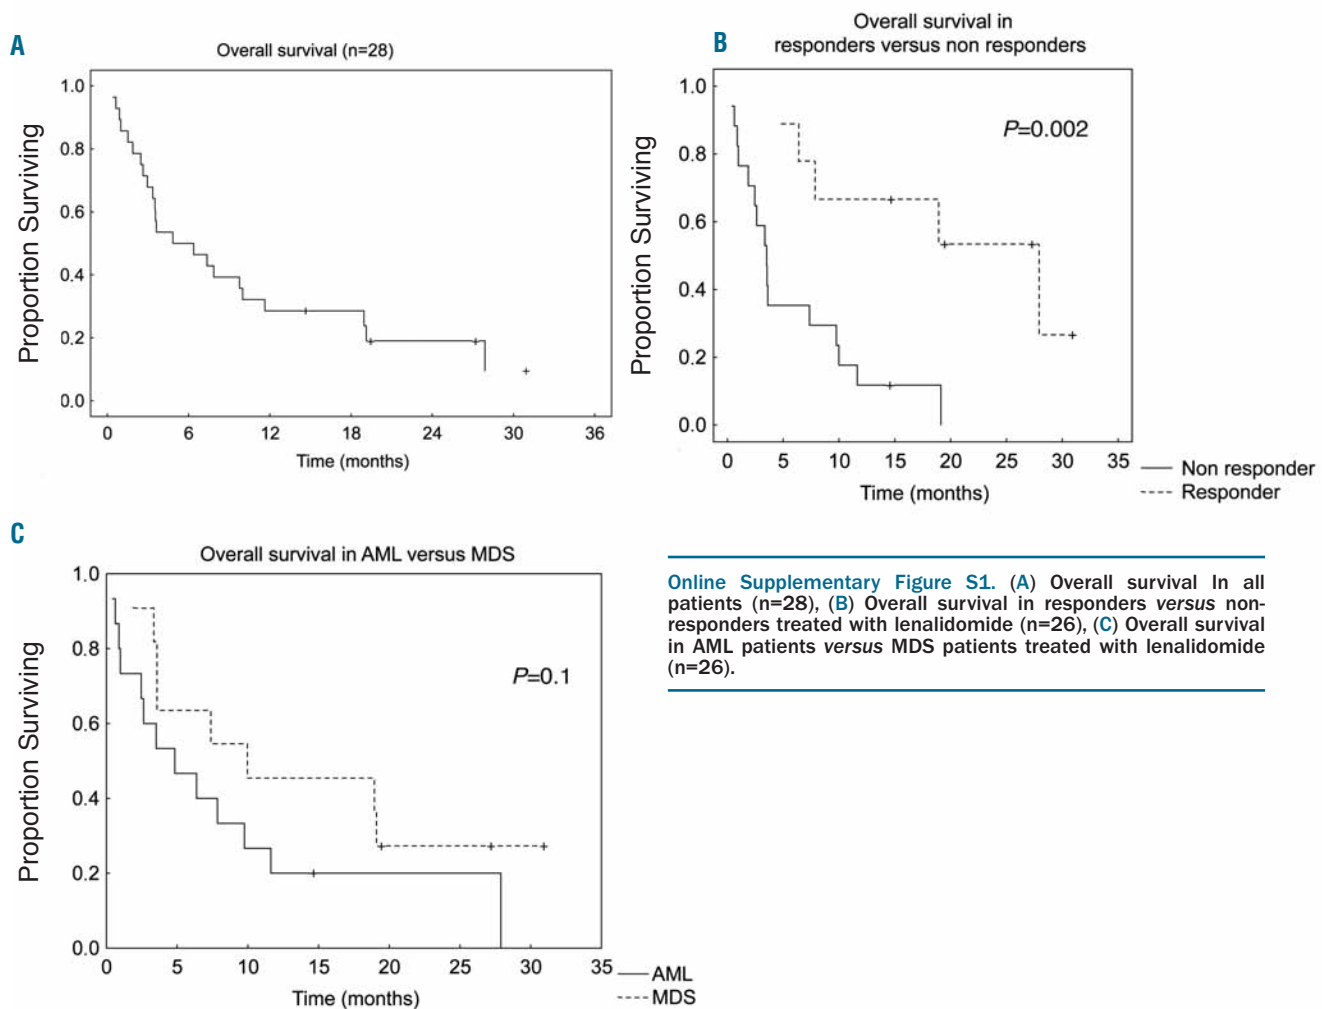 A
Overall survival (n=28)
Proportion Surviving
1.0
0.8
0.6
0.4
0.2
0.0
0 6 12 18 24 30 36
Time (months)
B
Overall survival in
responders versus non responders
P=0.002
Proportion Surviving
1.0
0.8
0.6
0.4
0.2
0.0
0 5 10 15 20 25 30 35
Time (months)
Non responder
Responder
C
Overall survival in AML versus MDS
P=0.1
Proportion Surviving
1.0
0.8
0.6
0.4
0.2
0.0
0 5 10 15 20 25 30 35
Time (months)
AML
MDS
Online Supplementary Figure S1. (A) Overall survival In all
patients (n=28), (B) Overall survival in responders versus non-
responders treated with lenalidomide (n=26), (C) Overall survival
in AML patients versus MDS patients treated with lenalidomide
(n=26).